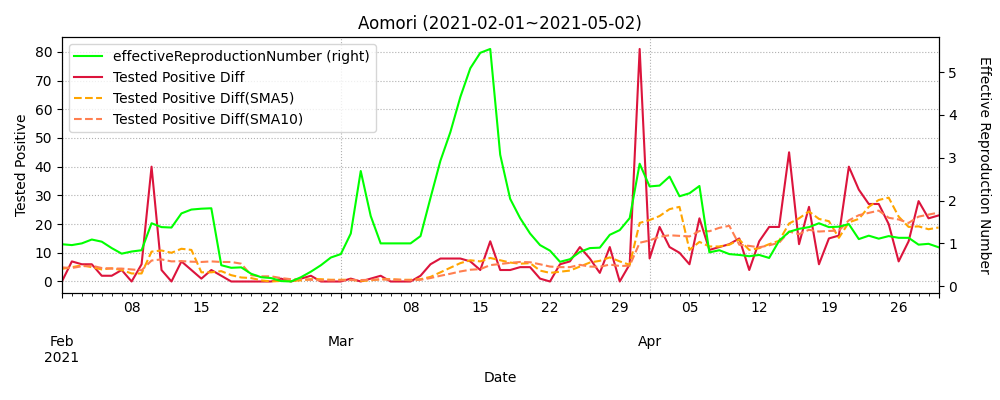 Aomori (2021-02-01~2021-05-02)
effectiveReproductionNumber (right)
Tested Positive Diff
Tested Positive Diff(SMA5)
Tested Positive Diff(SMA10)
Tested Positive
80
70
60
50
40
30
20
10
0
5
4
3
2
1
0
Effective Reproduction Number
08 15 22 08 15 22 29 05 12 19 26
Feb Mar Apr
2021
Date